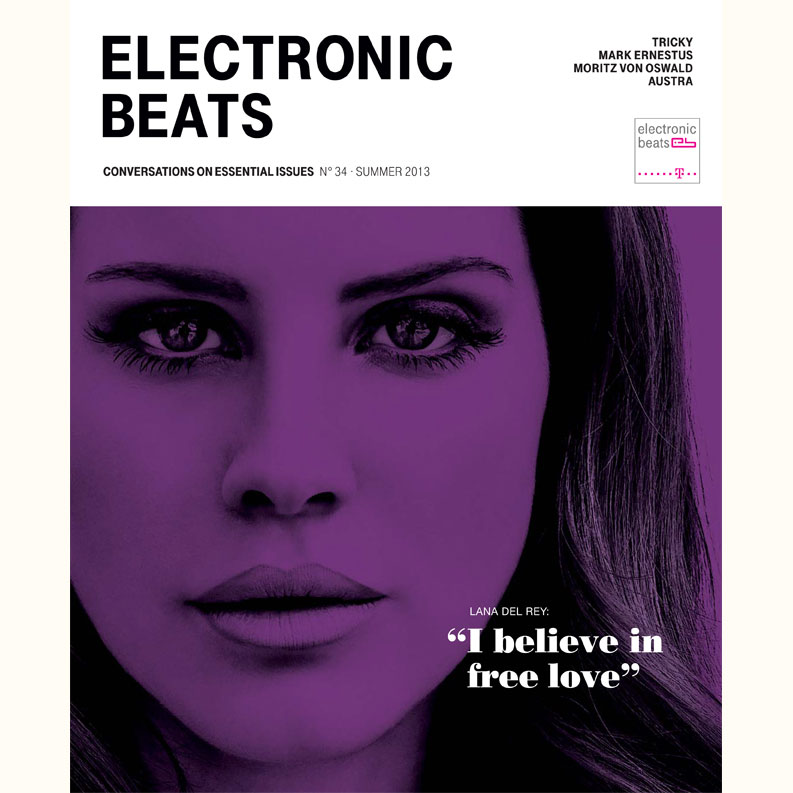 ELECTRONIC
BEATS
CONVERSATIONS ON ESSENTIAL ISSUES N° 34 · SUMMER 2013
TRICKY
MARK ERNESTUS
MORITZ VON OSWALD
AUSTRA
electronic
beats eb
T
LANA DEL REY:
“I believe in
free love”